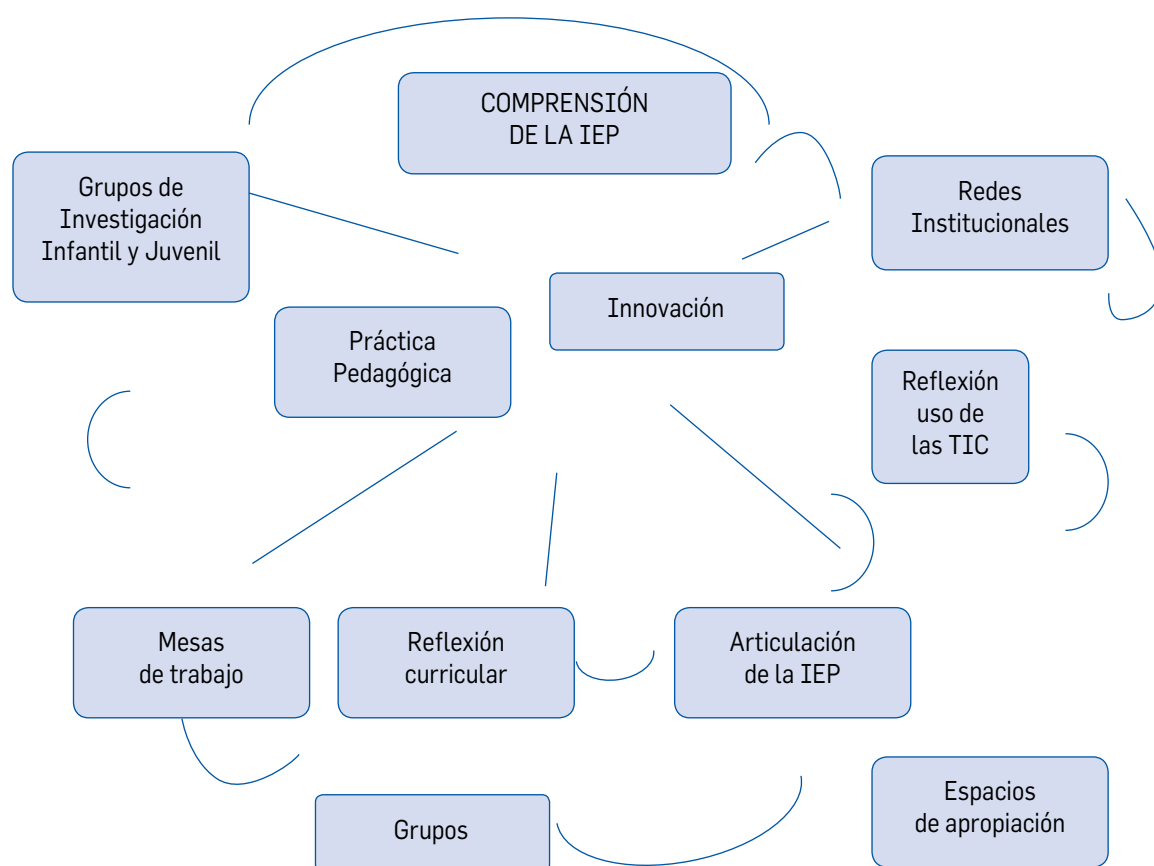 COMPRENSIÓN
DE LA IEP
Grupos de
Investigación
Infantil y Juvenil
Redes
Institucionales
Innovación
Práctica
Pedagógica
Reflexión
uso de
las TIC
Mesas
de trabajo
Reflexión
curricular
Articulación
de la IEP
Espacios
de apropiación
Grupos